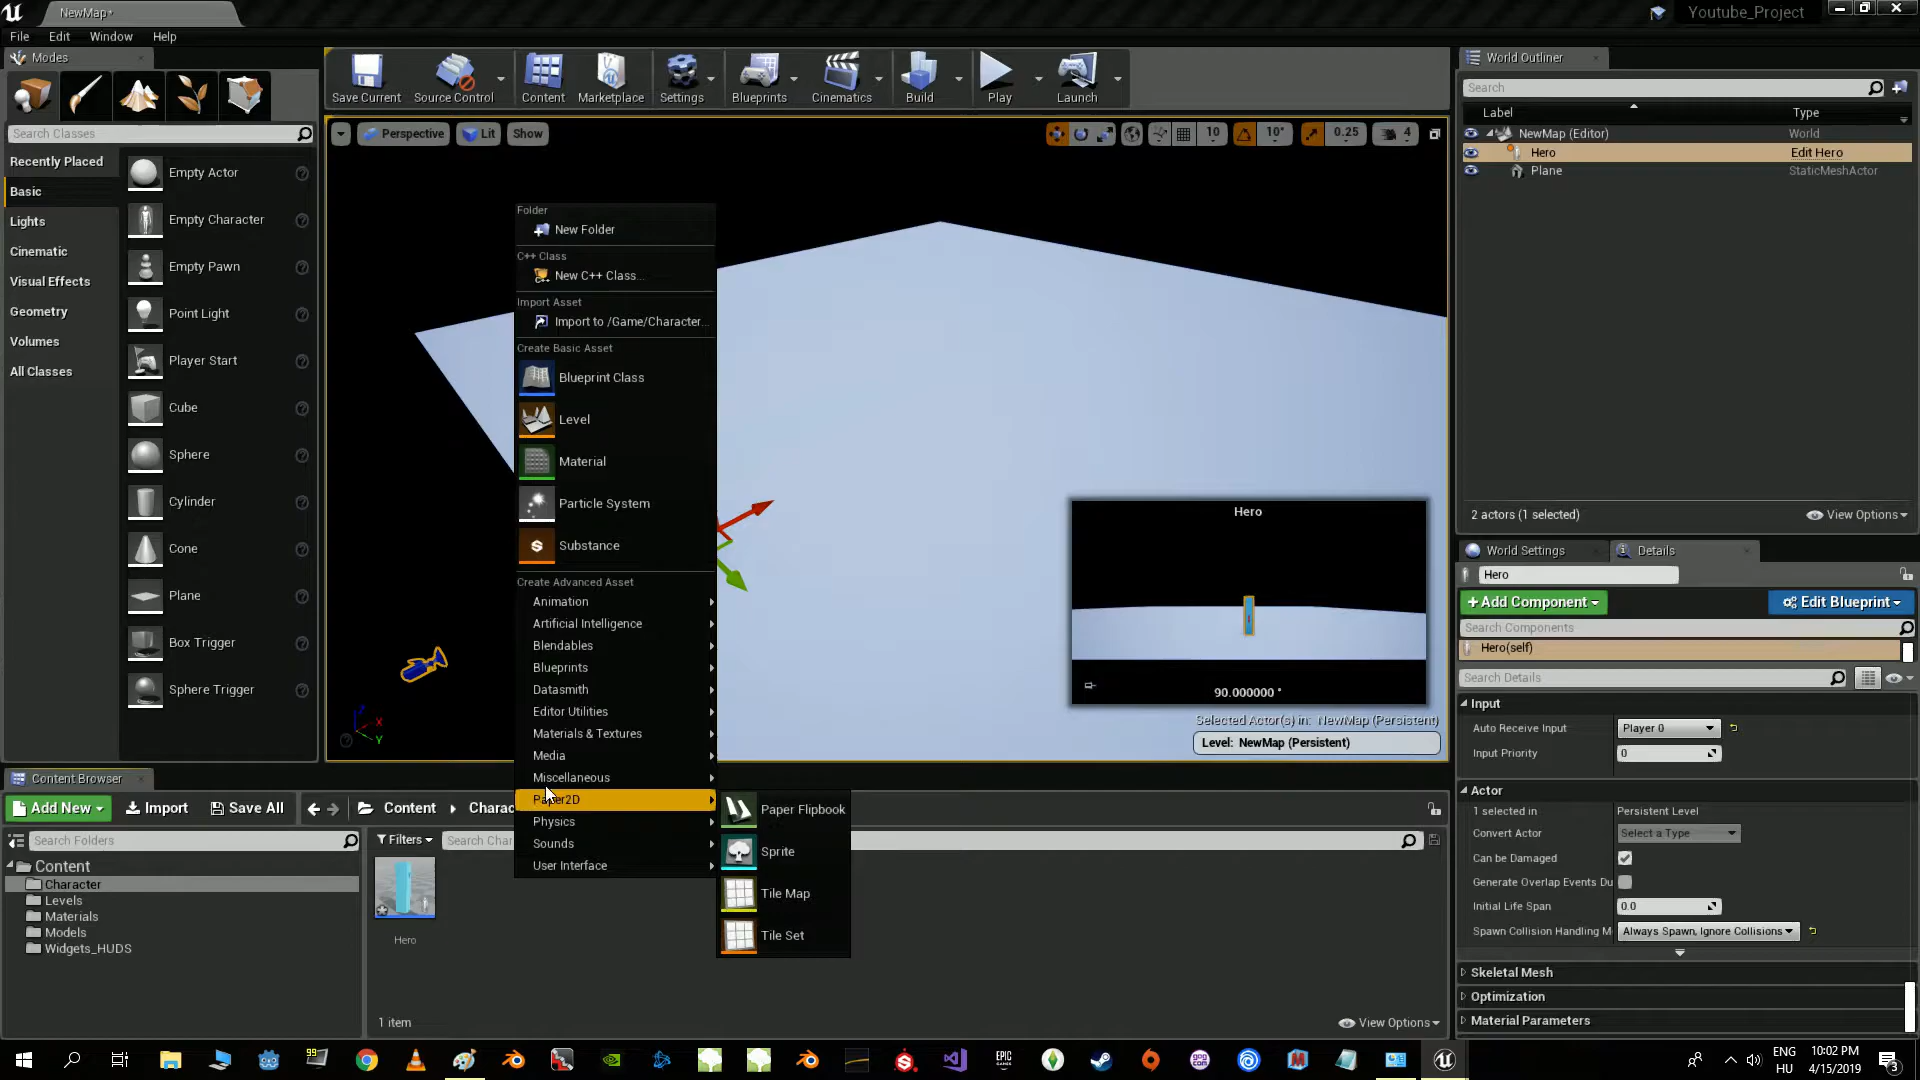 NewMap*
Youtube_Project
File Edit Window Help
Modes
Search Classes
Recently Placed
Basic
Lights
Cinematic
Visual Effects
Geometry
Volumes
All Classes
Empty Actor
Empty Character
Empty Pawn
Point Light
Player Start
Cube
Sphere
Cylinder
Cone
Plane
Box Trigger
Sphere Trigger
Save Current Source Control Content Marketplace Settings Blueprints Cinematics Build Play Launch
Perspective Lit Show
10 10° 0.25 4
Folder
New Folder
C++ Class
New C++ Class...
Import Asset
Import to /Game/Character...
Create Basic Asset
Blueprint Class
Level
Material
Particle System
Substance
Create Advanced Asset
Animation
Artificial Intelligence
Blendables
Blueprints
Datasmith
Editor Utilities
Materials & Textures
Media
Miscellaneous
Paper2D
Physics
Sounds
User Interface
Paper Flipbook
Sprite
Tile Map
Tile Set
Hero
90.000000 °
Selected Actor(s) in: NewMap (Persistent)
Level: NewMap (Persistent)
World Outliner
Search
Label Type
NewMap (Editor) World
Hero Edit Hero
Plane StaticMeshActor
2 actors (1 selected) View Options
World Settings Details
Hero
+ Add Component Edit Blueprint
Search Components
Hero(self)
Search Details
Input
Auto Receive Input Player 0
Input Priority 0
Actor
1 selected in Persistent Level
Convert Actor Select a Type
Can be Damaged
Generate Overlap Events Du
Initial Life Span 0.0
Spawn Collision Handling M Always Spawn, Ignore Collisions
Skeletal Mesh
Optimization
Material Parameters
Content Browser
Add New Import Save All Content Charac
Search Folders
Filters Search Char
Content
Character
Levels
Materials
Models
Widgets_HUDS
Hero
1 item
View Options
ENG
HU
10:02 PM
4/15/2019